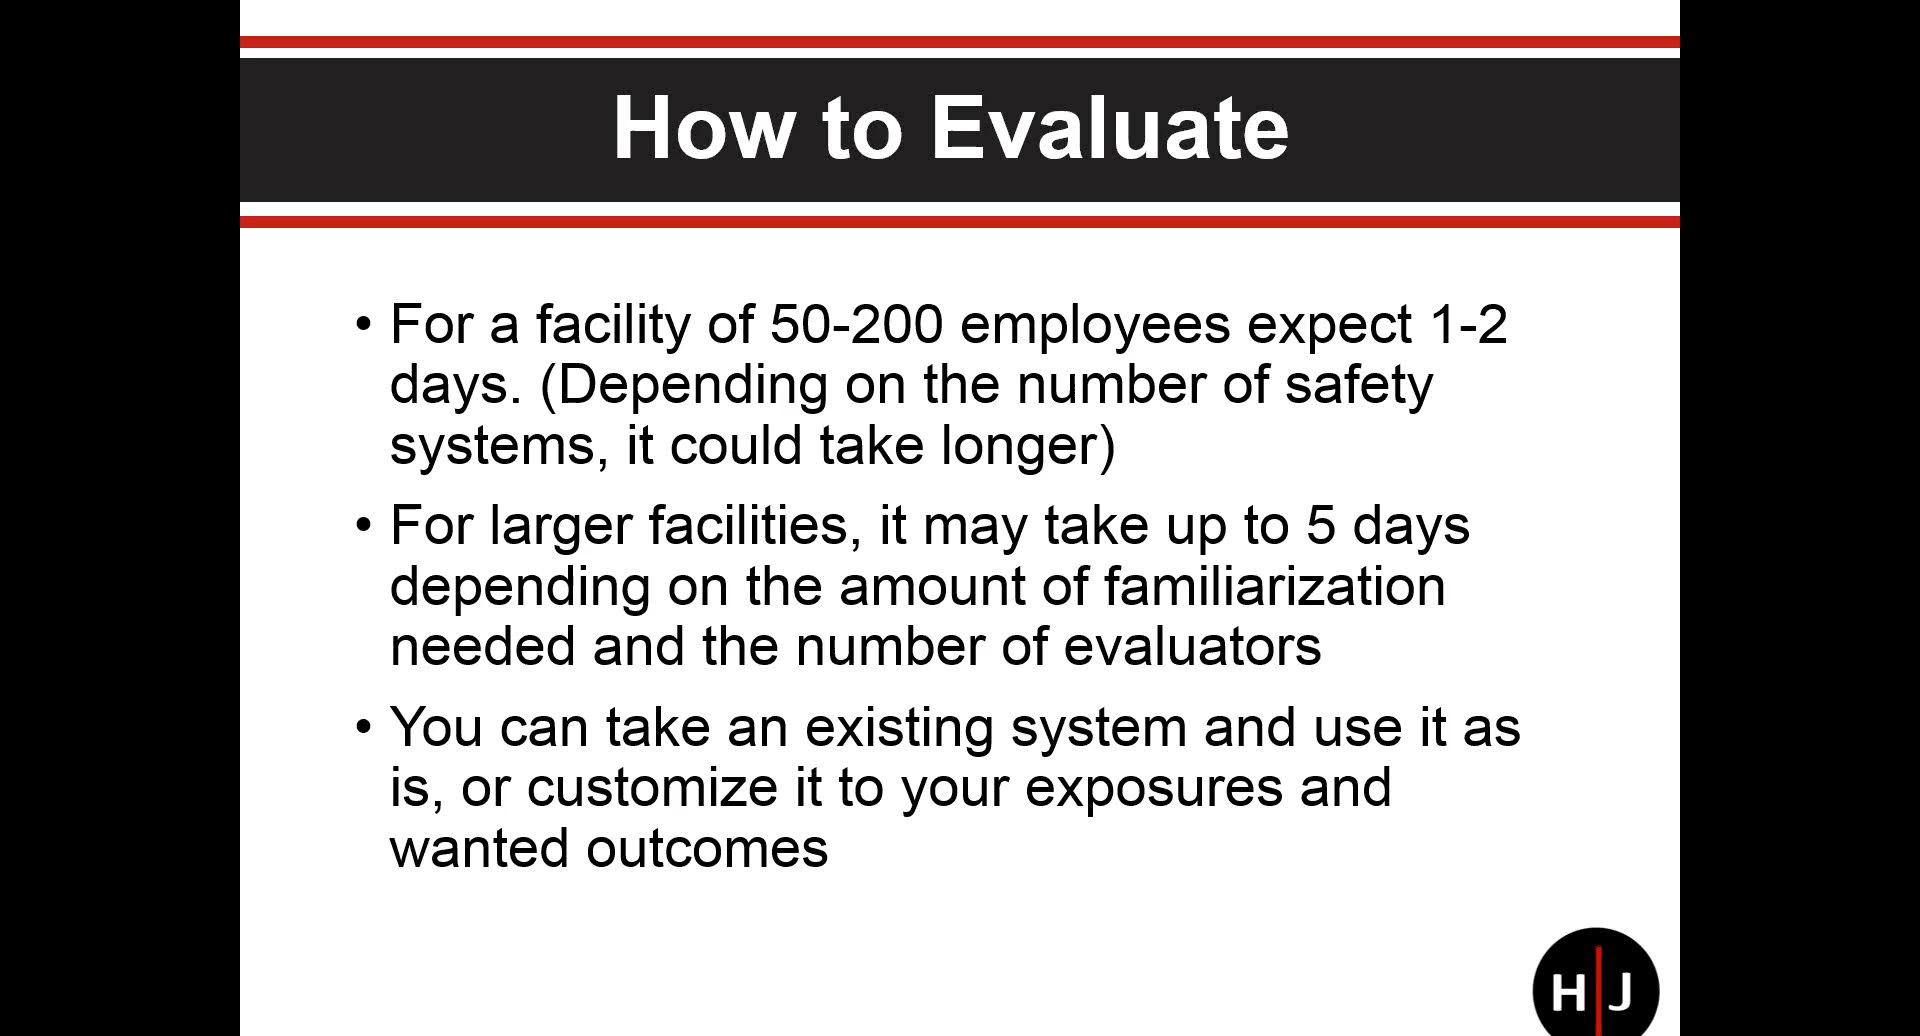 How to Evaluate
• For a facility of 50-200 employees expect 1-2
days. (Depending on the number of safety
systems, it could take longer)
• For larger facilities, it may take up to 5 days
depending on the amount of familiarization
needed and the number of evaluators
• You can take an existing system and use it as
is, or customize it to your exposures and
wanted outcomes
H J